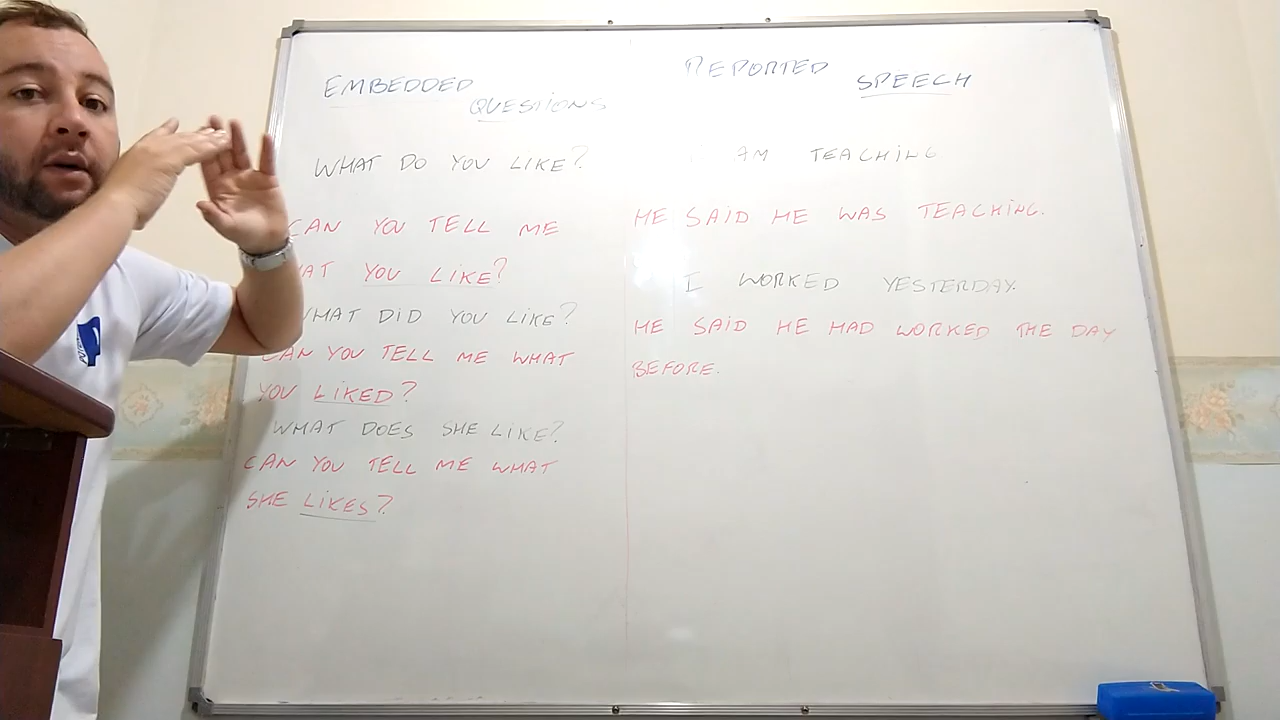 EMBEDDED
QUESTIONS
WHAT DO YOU LIKE?
CAN YOU TELL ME
WHAT YOU LIKE?
WHAT DID YOU LIKE?
CAN YOU TELL ME WHAT
YOU LIKED?
WHAT DOES SHE LIKE?
CAN YOU TELL ME WHAT
SHE LIKES?
REPORTED
SPEECH
I AM TEACHING
HE SAID HE WAS TEACHING.
I WORKED YESTERDAY.
HE SAID HE HAD WORKED THE DAY
BEFORE.